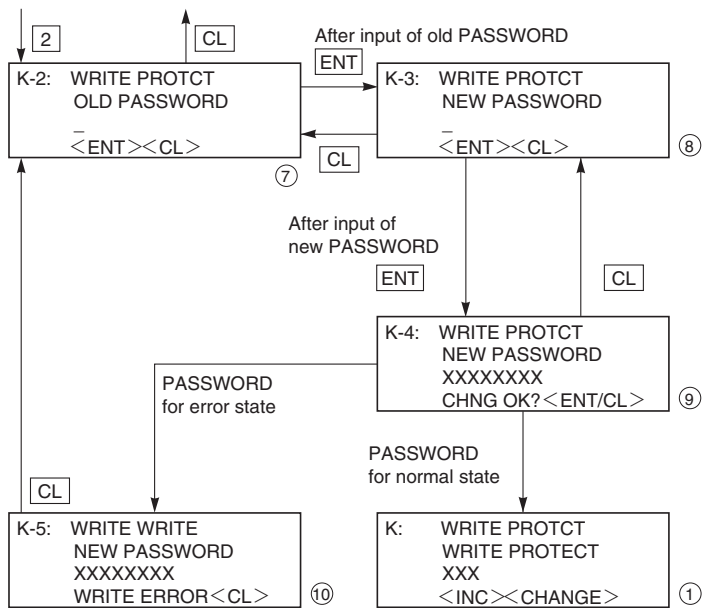 2
CL
After input of old PASSWORD
ENT
K-2: WRITE PROTCT
OLD PASSWORD
_
<ENT><CL>
⑦
CL
K-3: WRITE PROTCT
NEW PASSWORD
_
<ENT><CL>
⑧
After input of
new PASSWORD
ENT
CL
K-4: WRITE PROTCT
NEW PASSWORD
XXXXXXXX
CHNG OK?<ENT/CL>
⑨
PASSWORD
for error state
PASSWORD
for normal state
CL
K-5: WRITE WRITE
NEW PASSWORD
XXXXXXXX
WRITE ERROR<CL>
⑩
K: WRITE PROTCT
WRITE PROTECT
XXX
<INC><CHANGE>
①